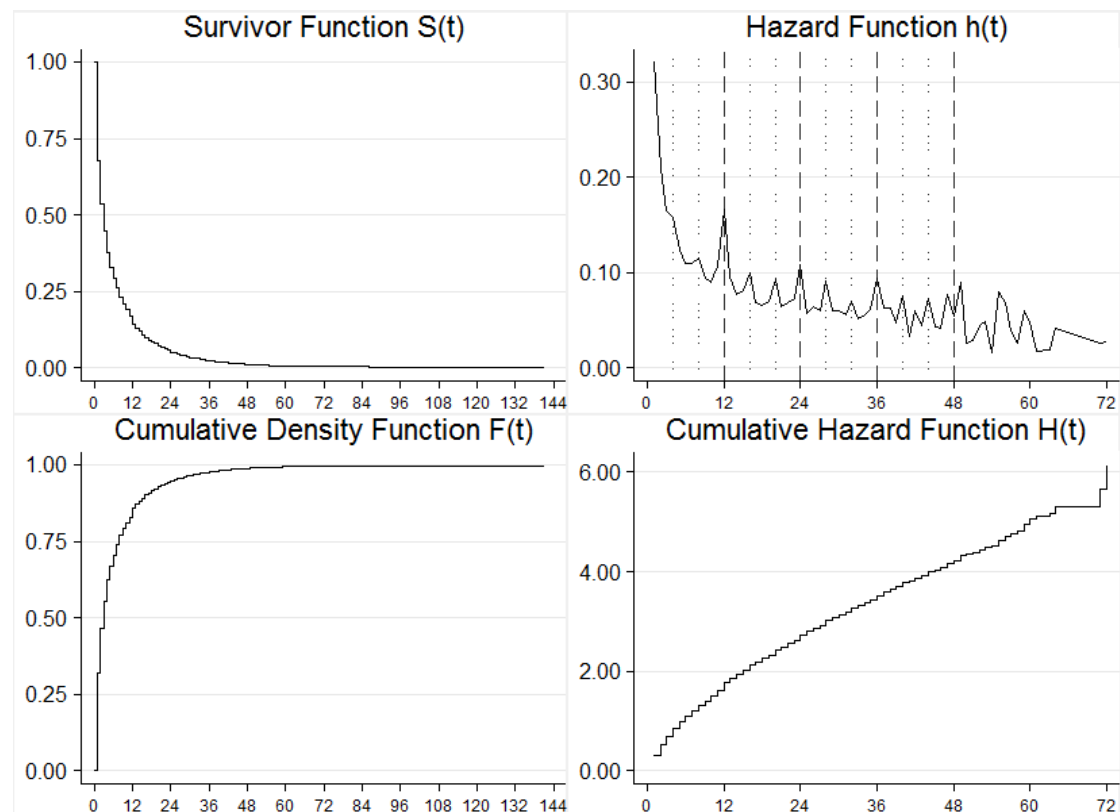 Survivor Function S(t)
1.00
0.75
0.50
0.25
0.00
0 12 24 36 48 60 72 84 96 108 120 132 144
Hazard Function h(t)
0.30
0.20
0.10
0.00
0 12 24 36 48 60 72
Cumulative Density Function F(t)
1.00
0.75
0.50
0.25
0.00
0 12 24 36 48 60 72 84 96 108 120 132 144
Cumulative Hazard Function H(t)
6.00
4.00
2.00
0.00
0 12 24 36 48 60 72